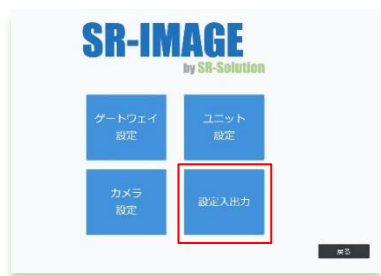 SR-IMAGE
by SR-Solution
ゲートウェイ
設定
ユニット
設定
カメラ
設定
設定入出力
戻る